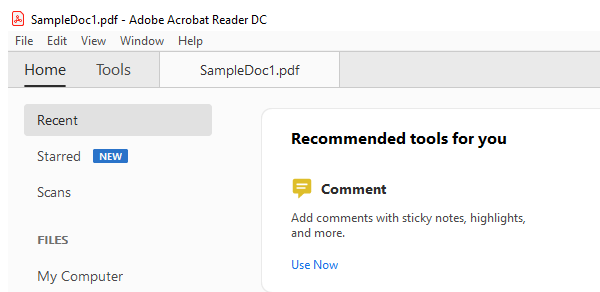 SampleDoc1.pdf - Adobe Acrobat Reader DC
File Edit View Window Help
Home Tools SampleDoc1.pdf
Recent
Starred NEW
Scans
FILES
My Computer
Recommended tools for you
Comment
Add comments with sticky notes, highlights,
and more.
Use Now